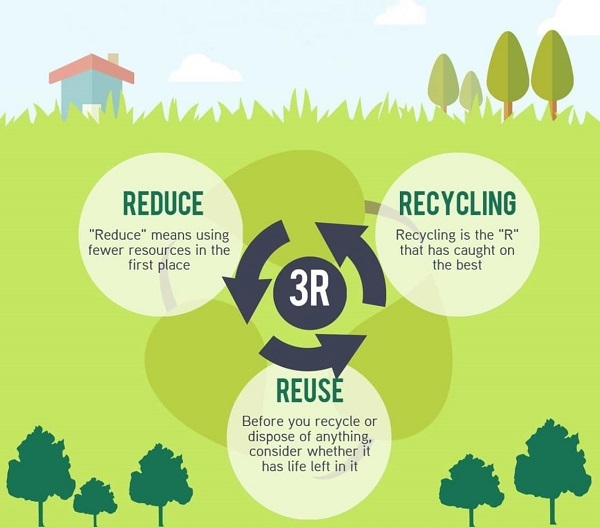 REDUCE
"Reduce" means using
fewer resources in the
first place
RECYCLING
Recycling is the "R"
that has caught on
the best
3R
REUSE
Before you recycle or
dispose of anything,
consider whether it
has life left in it